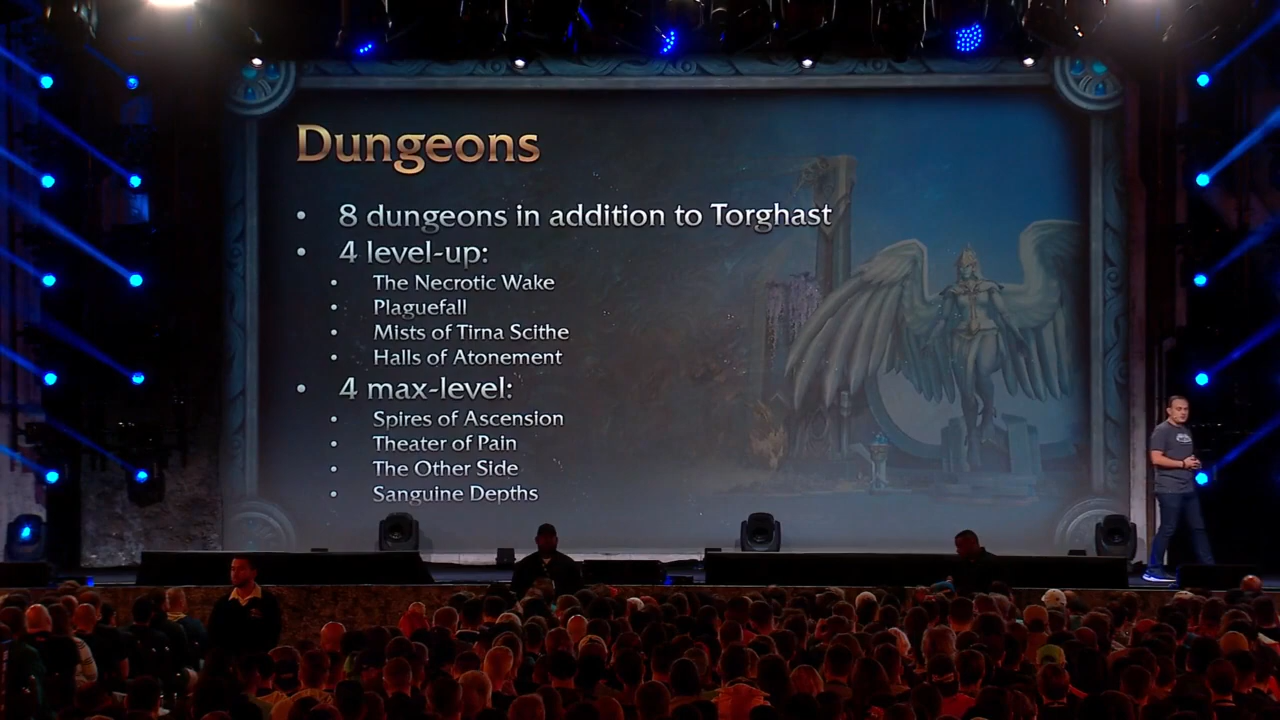 Dungeons
• 8 dungeons in addition to Torghast
• 4 level-up:
• The Necrotic Wake
• Plaguefall
• Mists of Tirna Scithe
• Halls of Atonement
• 4 max-level:
• Spires of Ascension
• Theater of Pain
• The Other Side
• Sanguine Depths